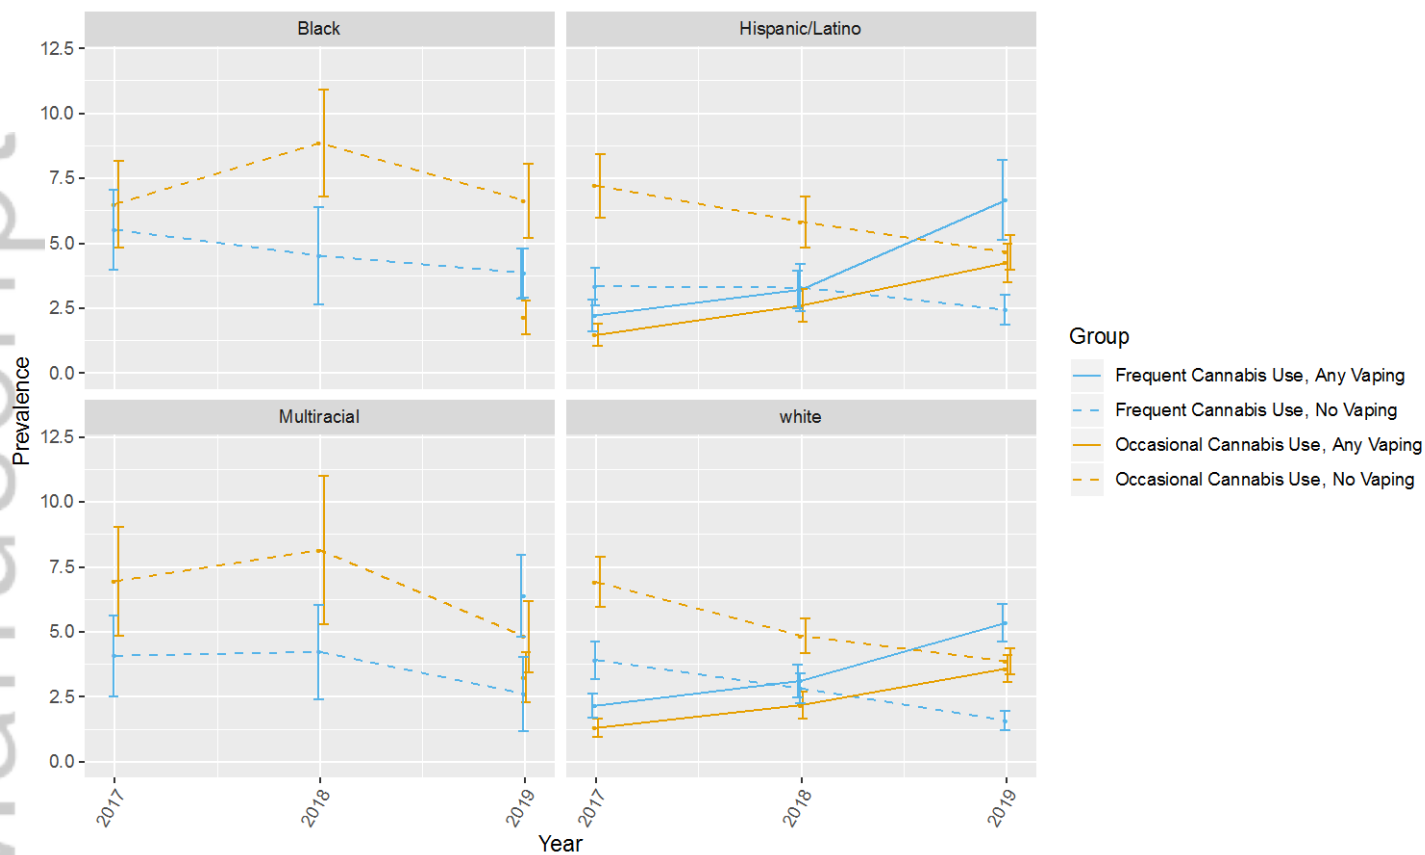 Black
Hispanic/Latino
12.5
10.0
7.5
5.0
2.5
0.0
Multiracial
white
12.5
10.0
7.5
5.0
2.5
0.0
Prevalence
2017
2018
2019
2017
2018
2019
Year
Group
Frequent Cannabis Use, Any Vaping
Frequent Cannabis Use, No Vaping
Occasional Cannabis Use, Any Vaping
Occasional Cannabis Use, No Vaping